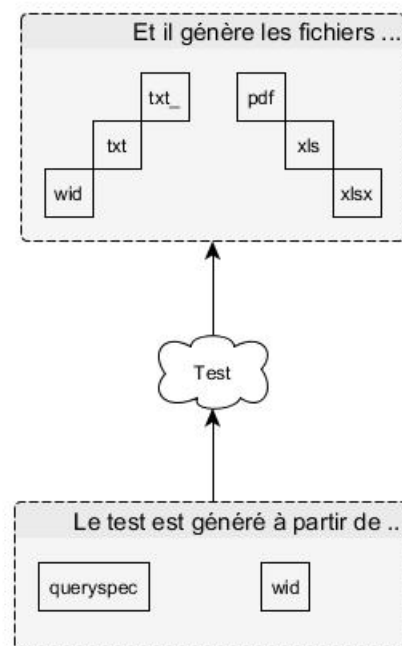 Et il génère les fichiers ...
txt_
pdf
txt
xls
wid
xlsx
Test
Le test est généré à partir de ..
queryspec
wid